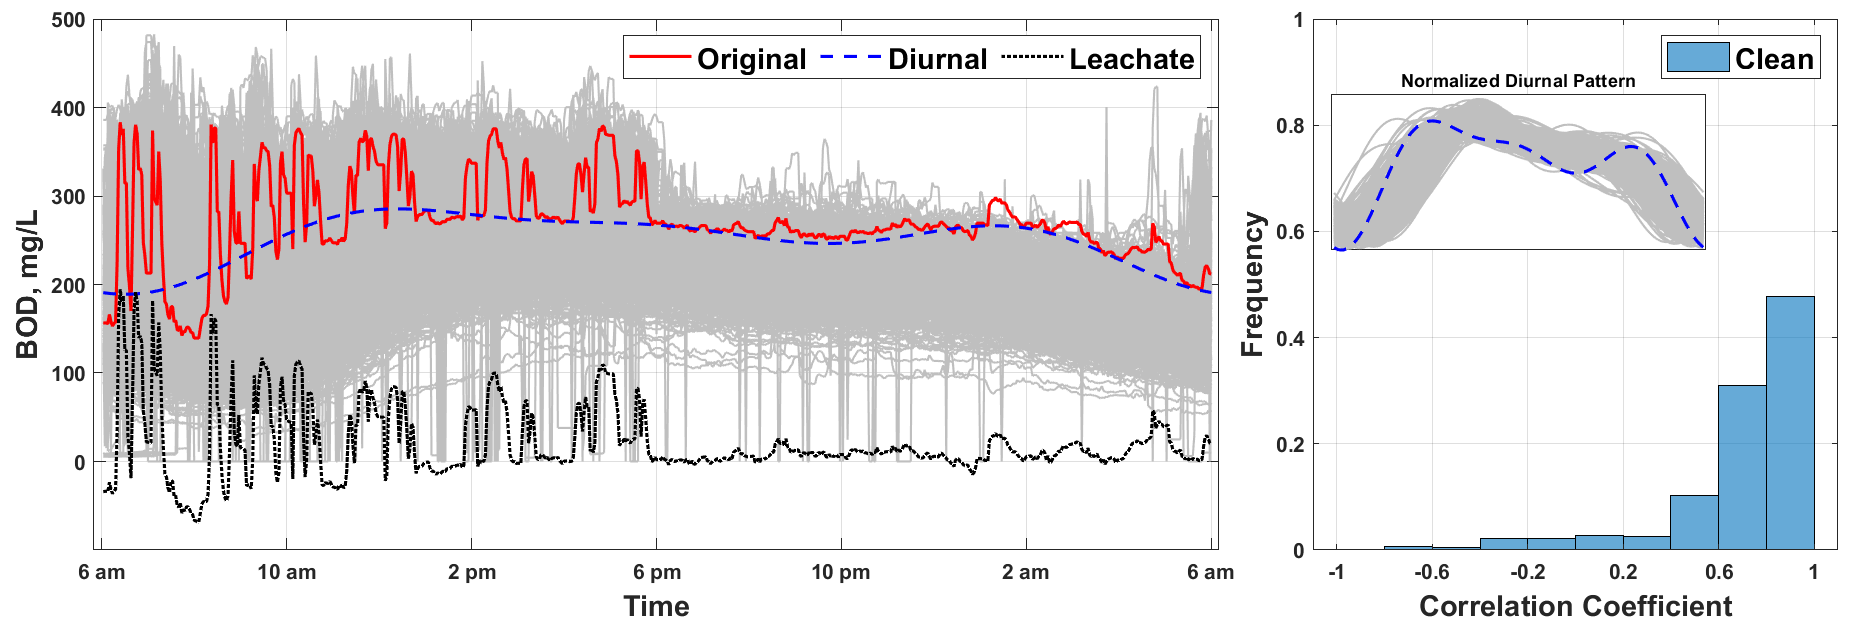 500
400
300
200
100
0
BOD, mg/L
Original
Diurnal
Leachate
6 am
10 am
2 pm
6 pm
10 pm
2 am
6 am
Time
1
0.8
0.6
0.4
0.2
0
Frequency
Clean
Normalized Diurnal Pattern
-1
-0.6
-0.2
0.2
0.6
1
Correlation Coefficient